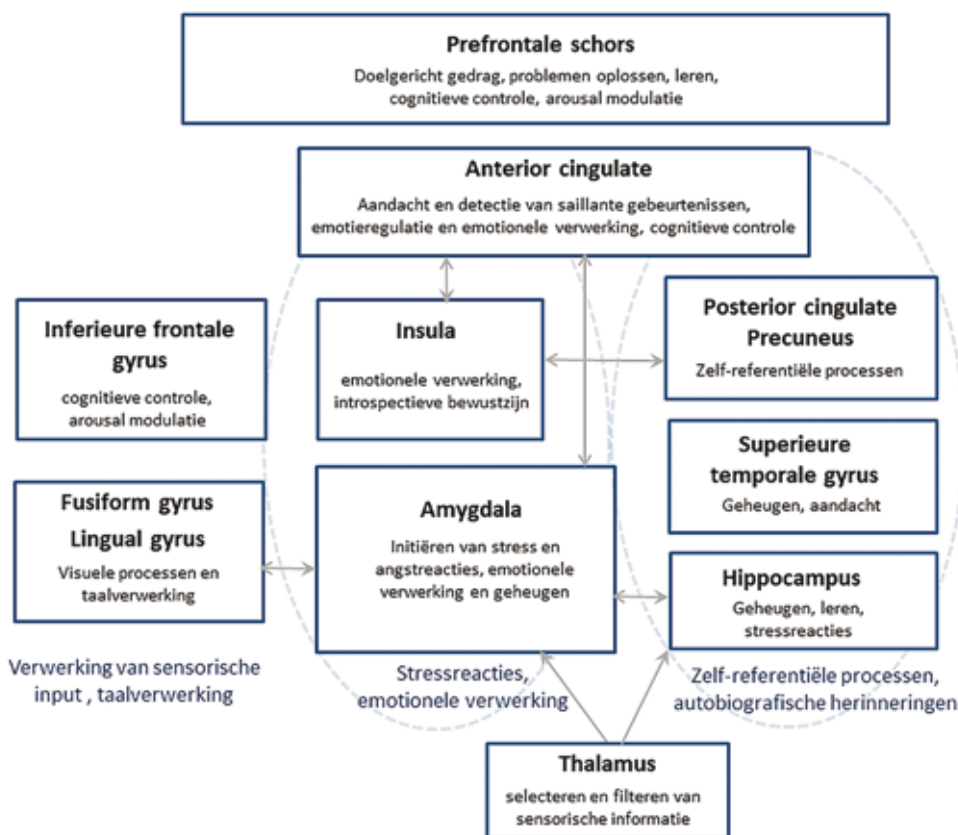 Prefrontale schors
Doelgericht gedrag, problemen oplossen, leren,
cognitieve controle, arousal modulatie
Anterior cingulate
Aandacht en detectie van saillante gebeurtenissen,
emotieregulatie en emotionele verwerking, cognitieve controle
Inferieure frontale
gyrus
cognitieve controle,
arousal modulatie
Insula
emotionele verwerking,
introspectieve bewustzijn
Posterior cingulate
Precuneus
Zelf-referentiële processen
Superieure
temporale gyrus
Geheugen, aandacht
Fusiform gyrus
Lingual gyrus
Visuele processen en
taalverwerking
Amygdala
Initiëren van stress en
angstreacties, emotionele
verwerking en geheugen
Hippocampus
Geheugen, leren,
stressreacties
Verwerking van sensorische
input , taalverwerking
Stressreacties,
emotionele verwerking
Zelf-referentiële processen,
autobiografische herinneringen
Thalamus
selecteren en filteren van
sensorische informatie